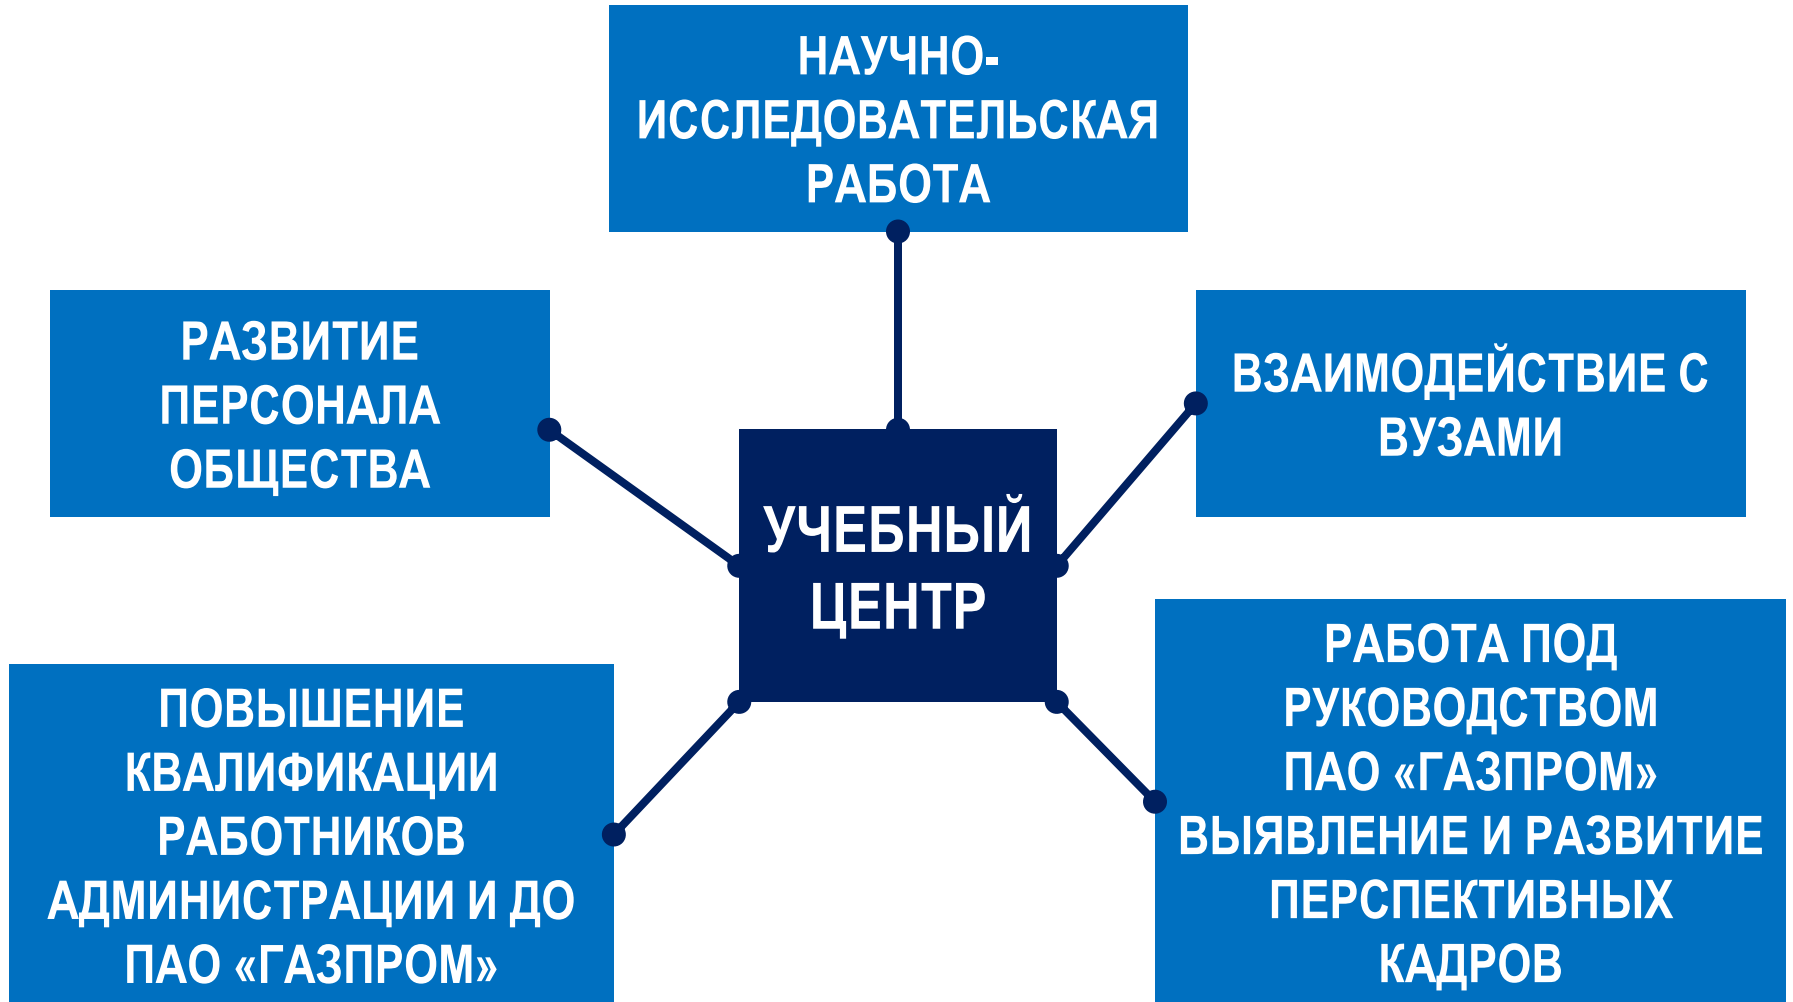 НАУЧНО-
ИССЛЕДОВАТЕЛЬСКАЯ
РАБОТА
РАЗВИТИЕ
ПЕРСОНАЛА
ОБЩЕСТВА
ВЗАИМОДЕЙСТВИЕ С
ВУЗАМИ
УЧЕБНЫЙ
ЦЕНТР
ПОВЫШЕНИЕ
КВАЛИФИКАЦИИ
РАБОТНИКОВ
АДМИНИСТРАЦИИ И ДО
ПАО «ГАЗПРОМ»
РАБОТА ПОД
РУКОВОДСТВОМ
ПАО «ГАЗПРОМ»
ВЫЯВЛЕНИЕ И РАЗВИТИЕ
ПЕРСПЕКТИВНЫХ
КАДРОВ